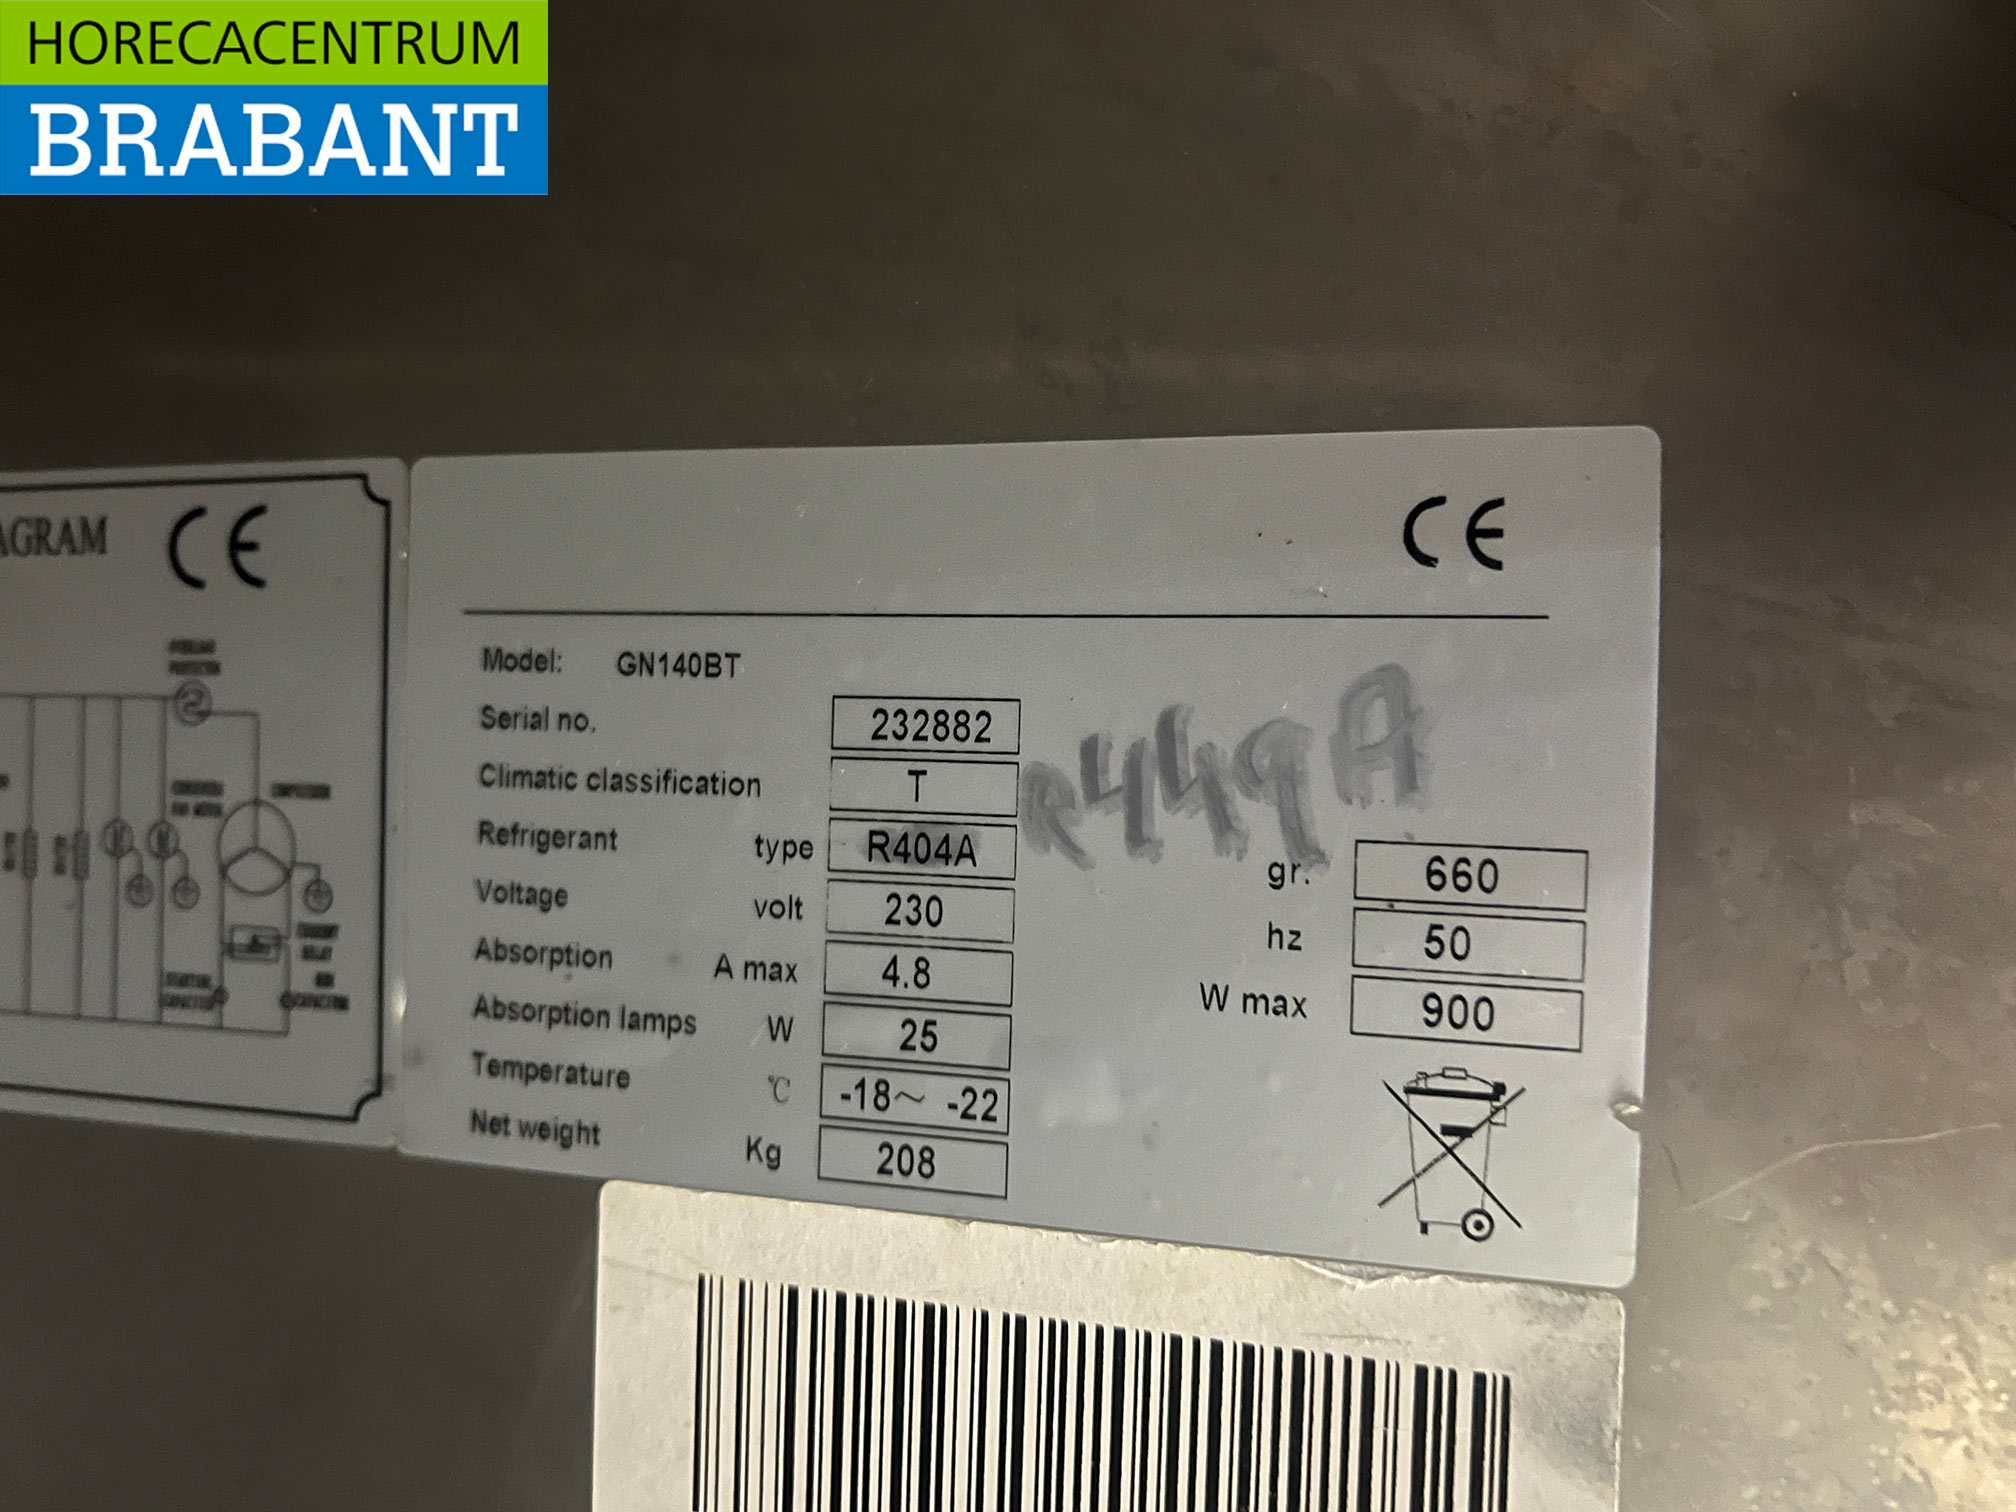 HORECACENTRUM
BRABANT
AGRAM CE
CE
Model: GN140BT
Serial no. 232882
Climatic classification T
R449A
Refrigerant type R404A gr. 660
Voltage volt 230 hz 50
Absorption A max 4.8 W max 900
Absorption lamps W 25
Temperature ℃ -18～ -22
Net weight Kg 208